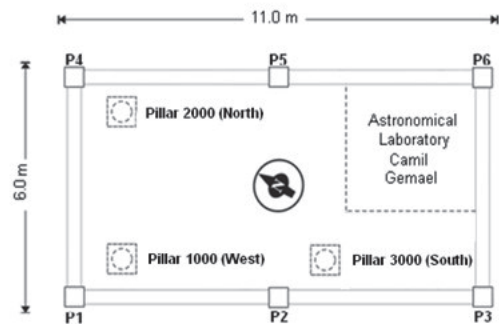 11.0 m
P4
P5
P6
Pillar 2000 (North)
Astronomical
Laboratory
Camil
Gemael
6.0 m
N
Pillar 1000 (West)
Pillar 3000 (South)
P1
P2
P3